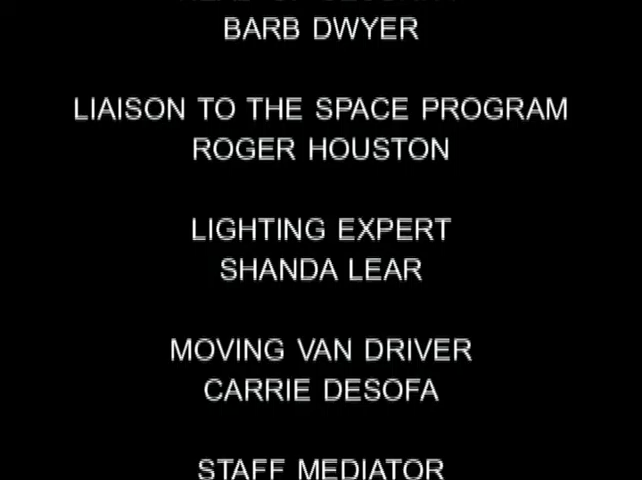 BARB DWYER
LIAISON TO THE SPACE PROGRAM
ROGER HOUSTON
LIGHTING EXPERT
SHANDA LEAR
MOVING VAN DRIVER
CARRIE DESOFA
STAFF MEDIATOR